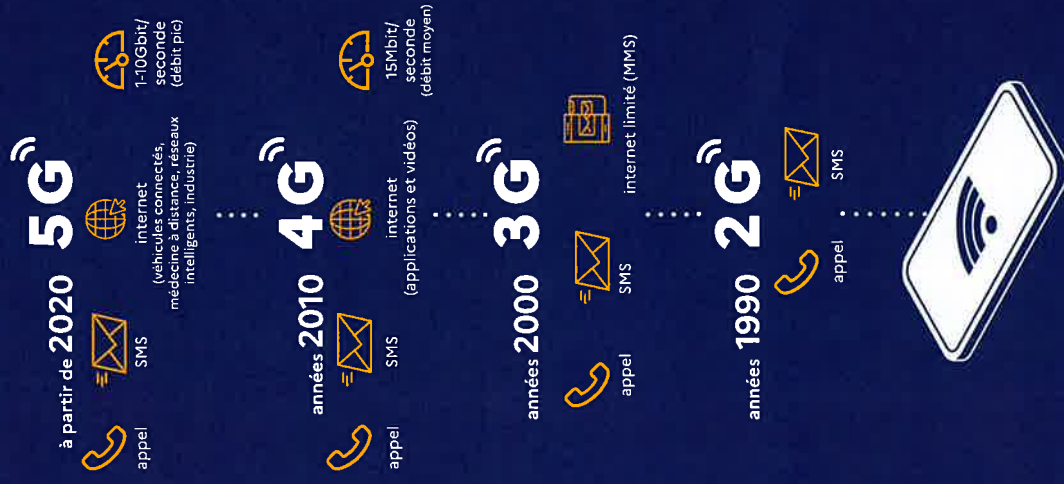 à partir de 2020 5G
appel
SMS
internet
(véhicules connectés,
médecine à distance, réseaux
intelligents, industrie)
1-10Gbit/
seconde
(débit pic)
années 2010 4G
appel
SMS
internet
(applications et vidéos)
15Mbit/
seconde
(débit moyen)
années 2000 3G
appel
SMS
internet limité (MMS)
années 1990 2G
appel
SMS